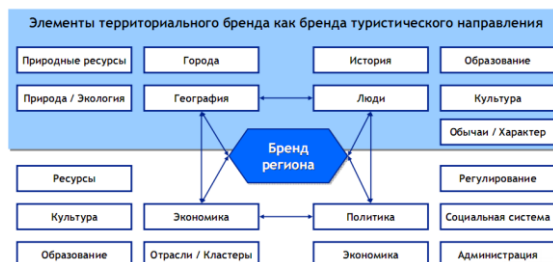 Элементы территориального бренда как бренда туристического направления
Природные ресурсы
Города
История
Образование
Природа / Экология
География
Люди
Культура
Обычаи / Характер
Бренд
региона
Ресурсы
Регулирование
Культура
Экономика
Политика
Социальная система
Образование
Отрасли / Кластеры
Экономика
Администрация